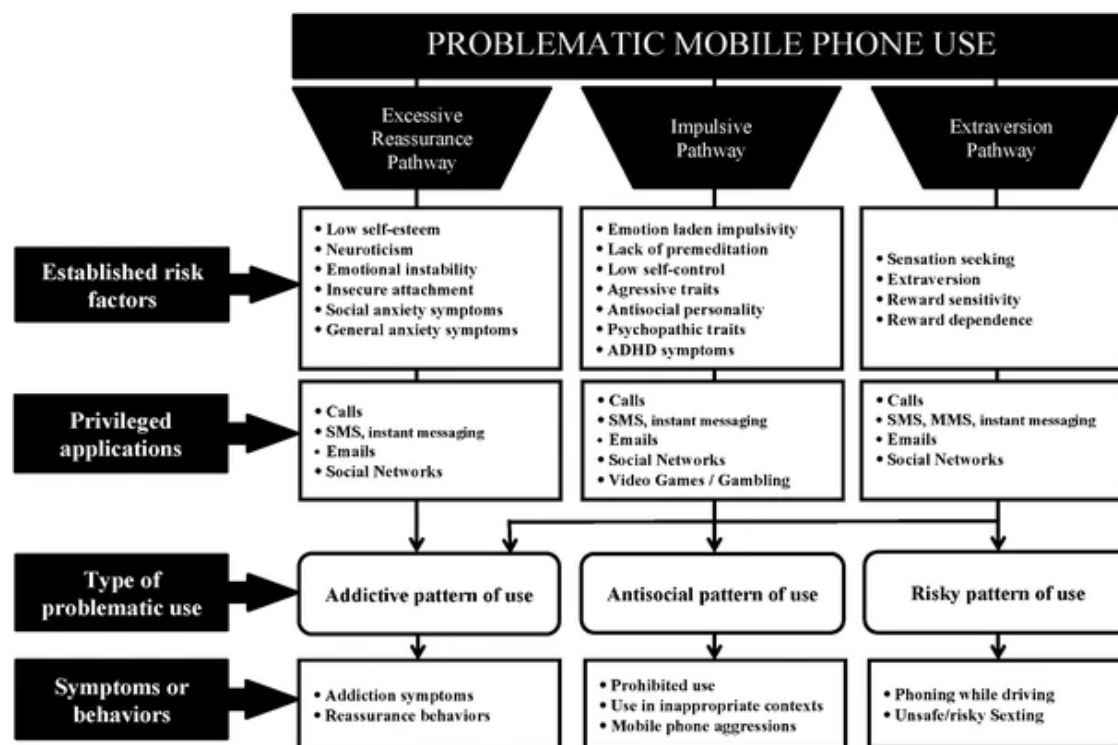 PROBLEMATIC MOBILE PHONE USE
Excessive
Reassurance
Pathway
Impulsive
Pathway
Extraversion
Pathway
Established risk
factors
• Low self-esteem
• Neuroticism
• Emotional instability
• Insecure attachment
• Social anxiety symptoms
• General anxiety symptoms
• Emotion laden impulsivity
• Lack of premeditation
• Low self-control
• Agressive traits
• Antisocial personality
• Psychopathic traits
• ADHD symptoms
• Sensation seeking
• Extraversion
• Reward sensitivity
• Reward dependence
Privileged
applications
• Calls
• SMS, instant messaging
• Emails
• Social Networks
• Calls
• SMS, instant messaging
• Emails
• Social Networks
• Video Games / Gambling
• Calls
• SMS, MMS, instant messaging
• Emails
• Social Networks
Type of
problematic use
Addictive pattern of use
Antisocial pattern of use
Risky pattern of use
Symptoms or
behaviors
• Addiction symptoms
• Reassurance behaviors
• Prohibited use
• Use in inappropriate contexts
• Mobile phone aggressions
• Phoning while driving
• Unsafe/risky Sexting